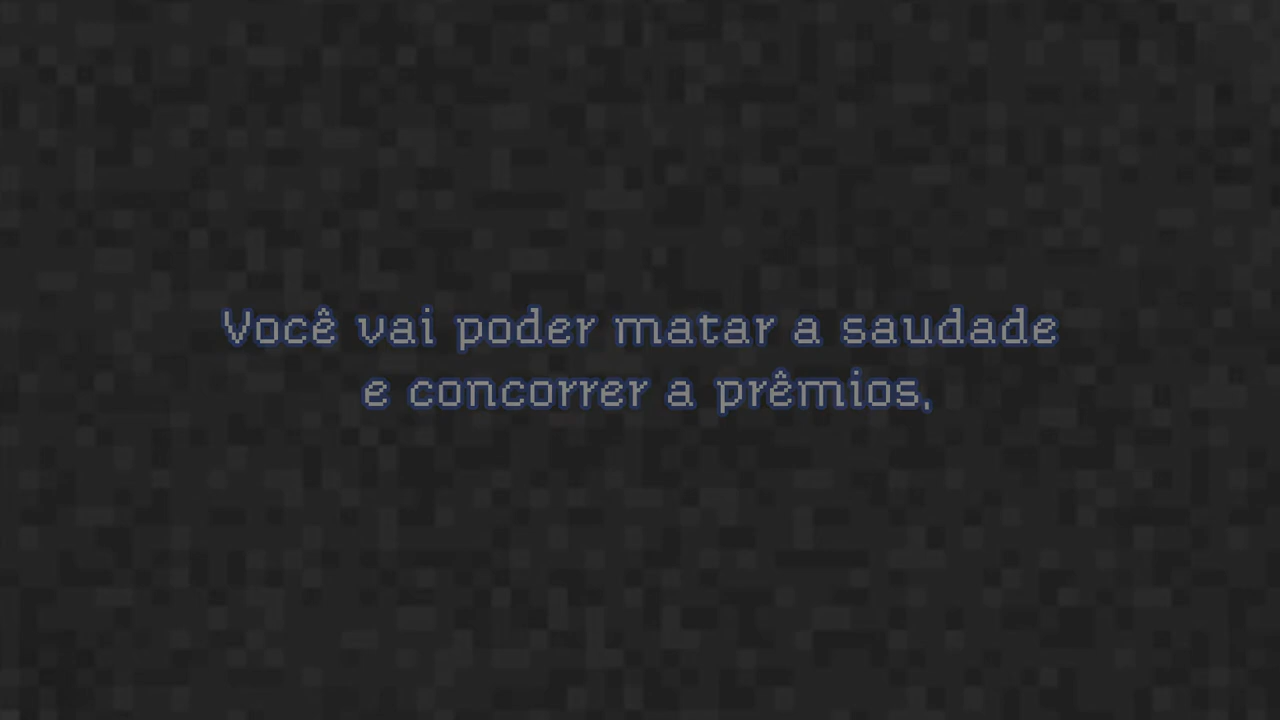 Você vai poder matar a saudade
e concorrer a prêmios,